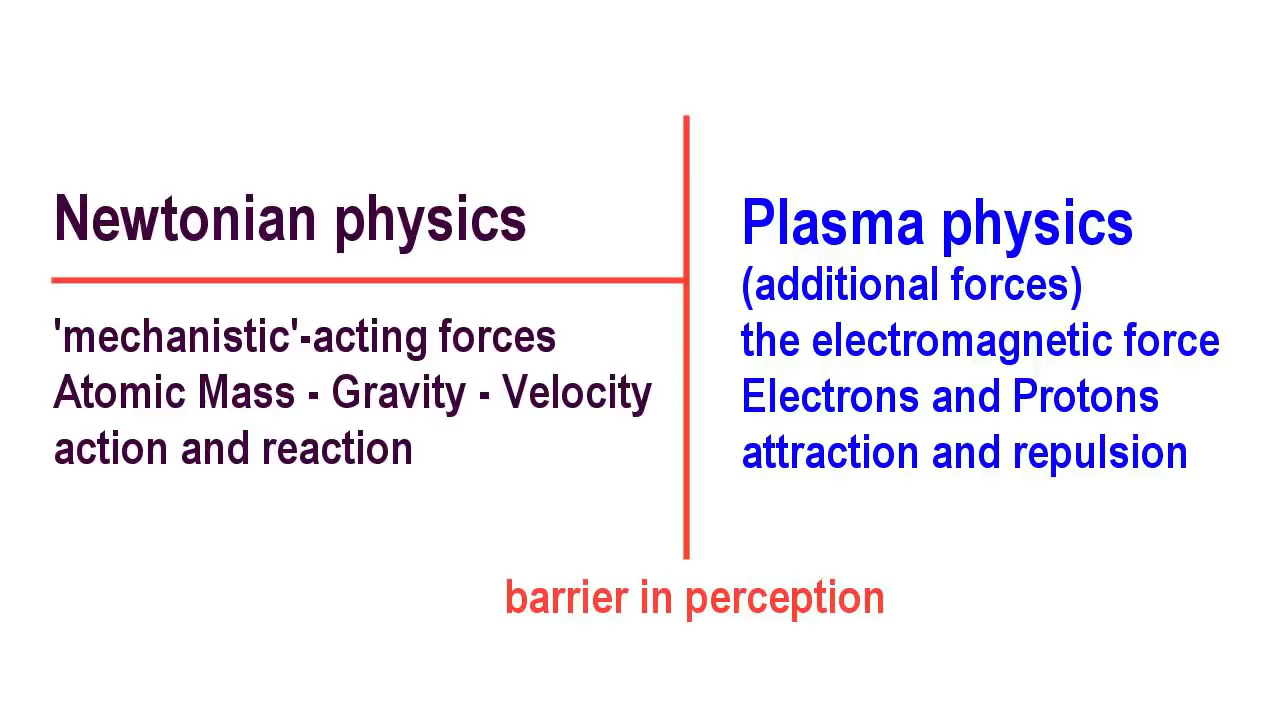 Newtonian physics
'mechanistic'-acting forces
Atomic Mass - Gravity - Velocity
action and reaction
Plasma physics
(additional forces)
the electromagnetic force
Electrons and Protons
attraction and repulsion
barrier in perception